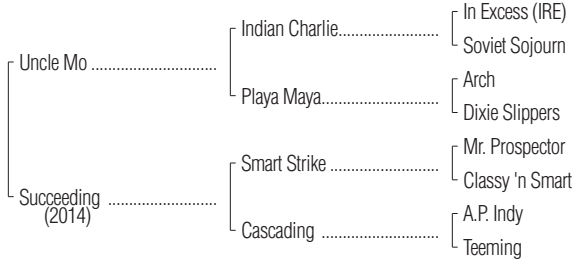 In Excess (IRE)
Indian Charlie
Soviet Sojourn
Uncle Mo
Arch
Playa Maya
Dixie Slippers
Mr. Prospector
Smart Strike
Classy 'n Smart
Succeeding
(2014)
A.P. Indy
Cascading
Teeming